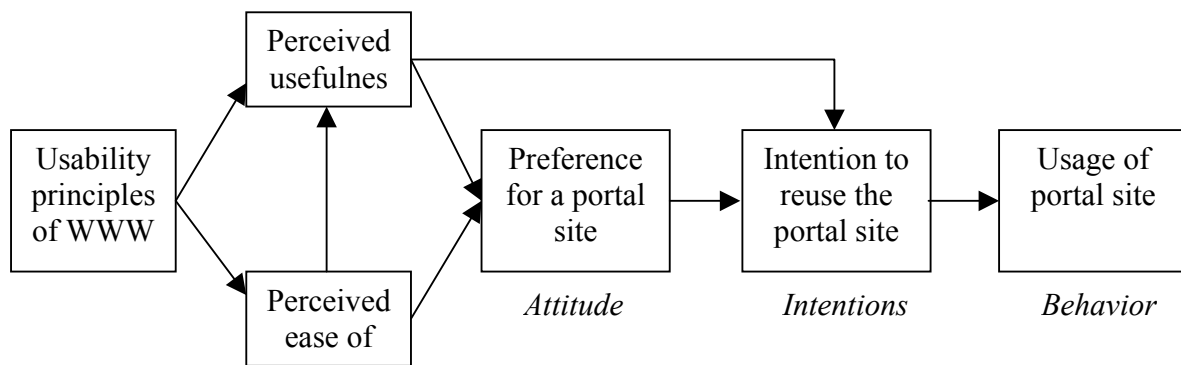 Perceived
usefulnes
Usability
principles
of WWW
Perceived
ease of
Preference
for a portal
site
Attitude
Intention to
reuse the
portal site
Intentions
Usage of
portal site
Behavior